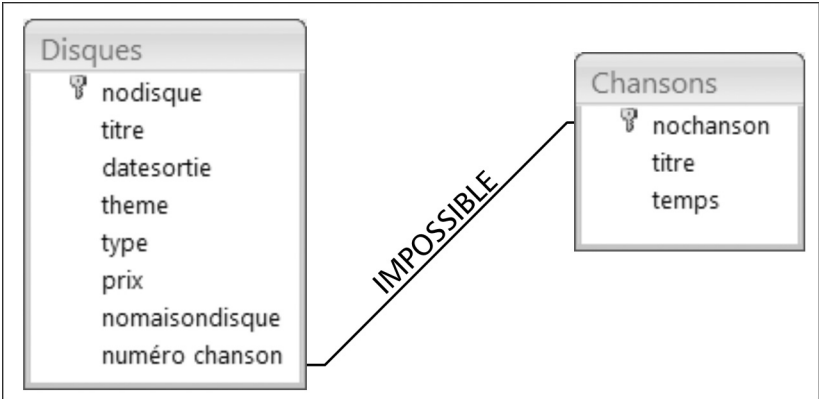 Disques
nodisque
titre
datesortie
theme
type
prix
nomaisondisque
numéro chanson
IMPOSSIBLE
Chansons
nochanson
titre
temps